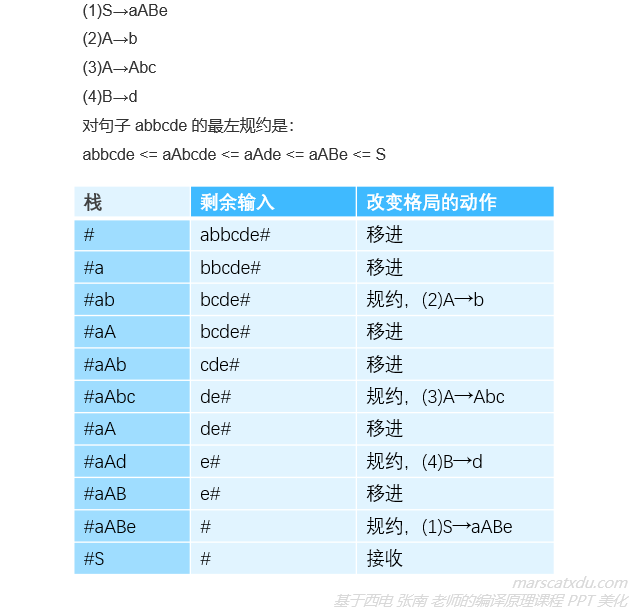 (1)S→aABe
(2)A→b
(3)A→Abc
(4)B→d
对句子 abbcde 的最左规约是：
abbcde <= aAbcde <= aAde <= aABe <= S
栈 剩余输入 改变格局的动作
# abbcde# 移进
#a bbcde# 移进
#ab bcde# 规约，(2)A→b
#aA bcde# 移进
#aAb cde# 移进
#aAbc de# 规约，(3)A→Abc
#aA de# 移进
#aAd e# 规约，(4)B→d
#aAB e# 移进
#aABe # 规约，(1)S→aABe
#S # 接收
marscatxdu.com
基于西电 张南 老师的编译原理课程 PPT 美化